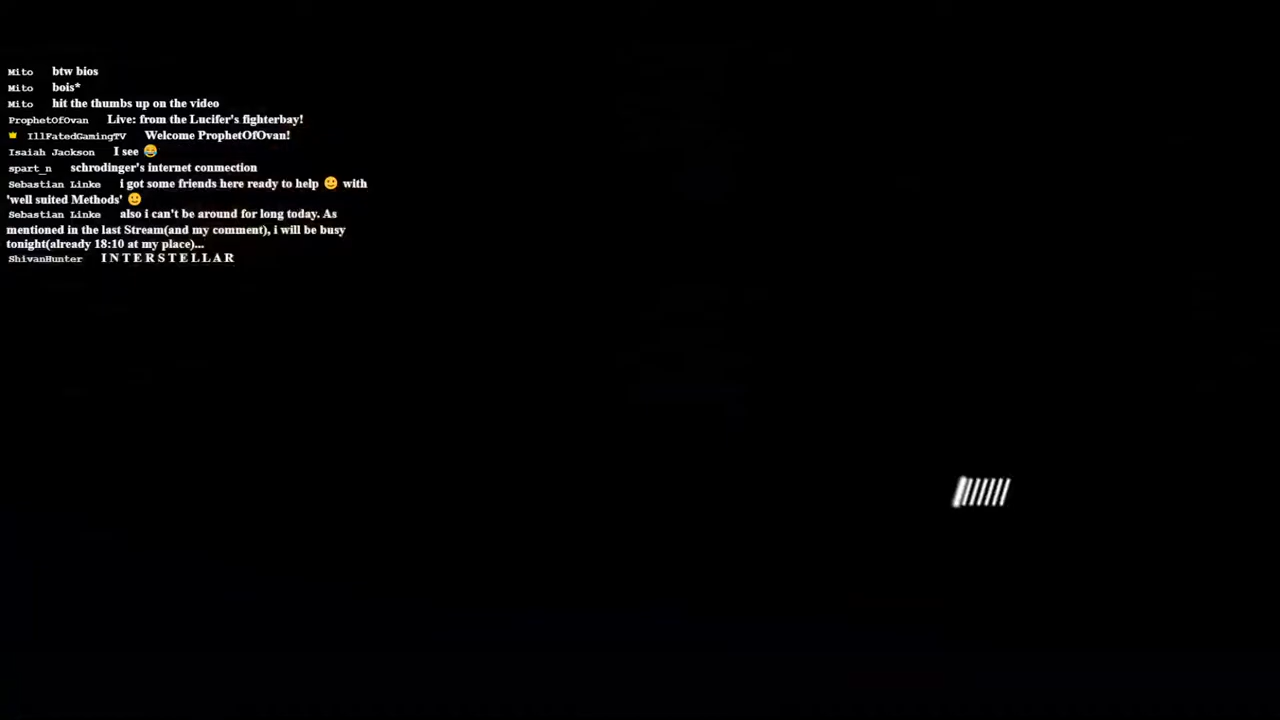 Mito btw bios
Mito bois*
Mito hit the thumbs up on the video
ProphetOfOvan Live: from the Lucifer's fighterbay!
IllFatedGamingTV Welcome ProphetOfOvan!
Isaiah Jackson I see 😂
spart_n schrodinger's internet conmection
Sebastian Linke i got some friends here ready to help 🙂 with
'well suited Methods' 🙂
Sebastian Linke also i can't be around for long today. As
mentioned in the last Stream(and my comment), i will be busy
tonight(already 18:10 at my place)...
ShivanHunter I N T E R S T E L L A R